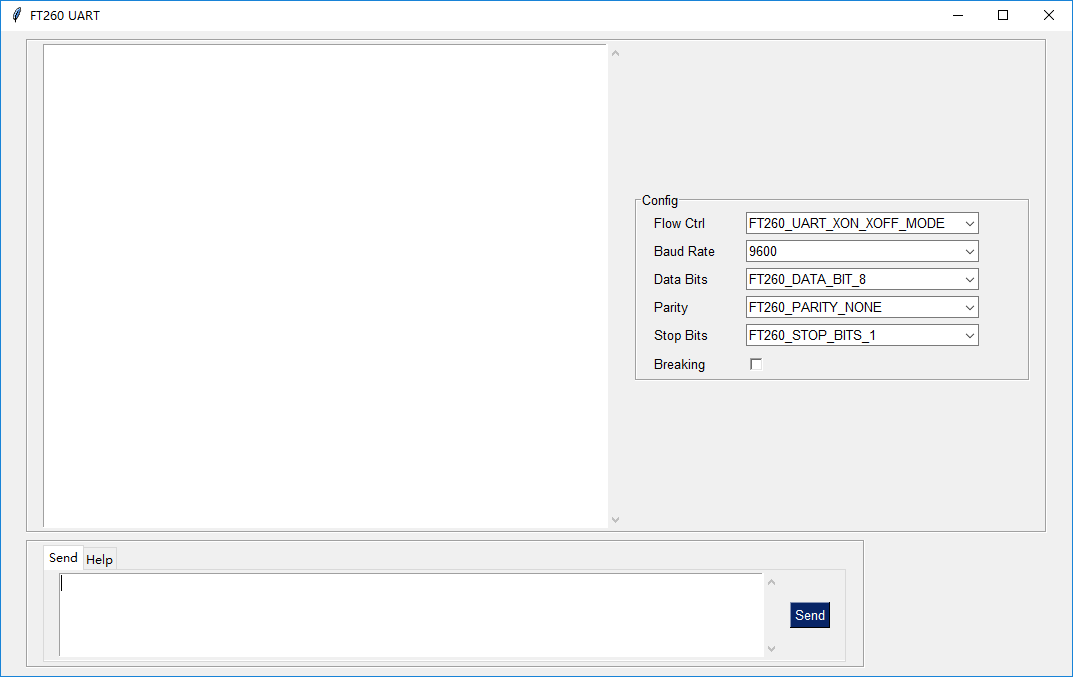 FT260 UART
Config
Flow Ctrl FT260_UART_XON_XOFF_MODE
Baud Rate 9600
Data Bits FT260_DATA_BIT_8
Parity FT260_PARITY_NONE
Stop Bits FT260_STOP_BITS_1
Breaking
Send Help
Send